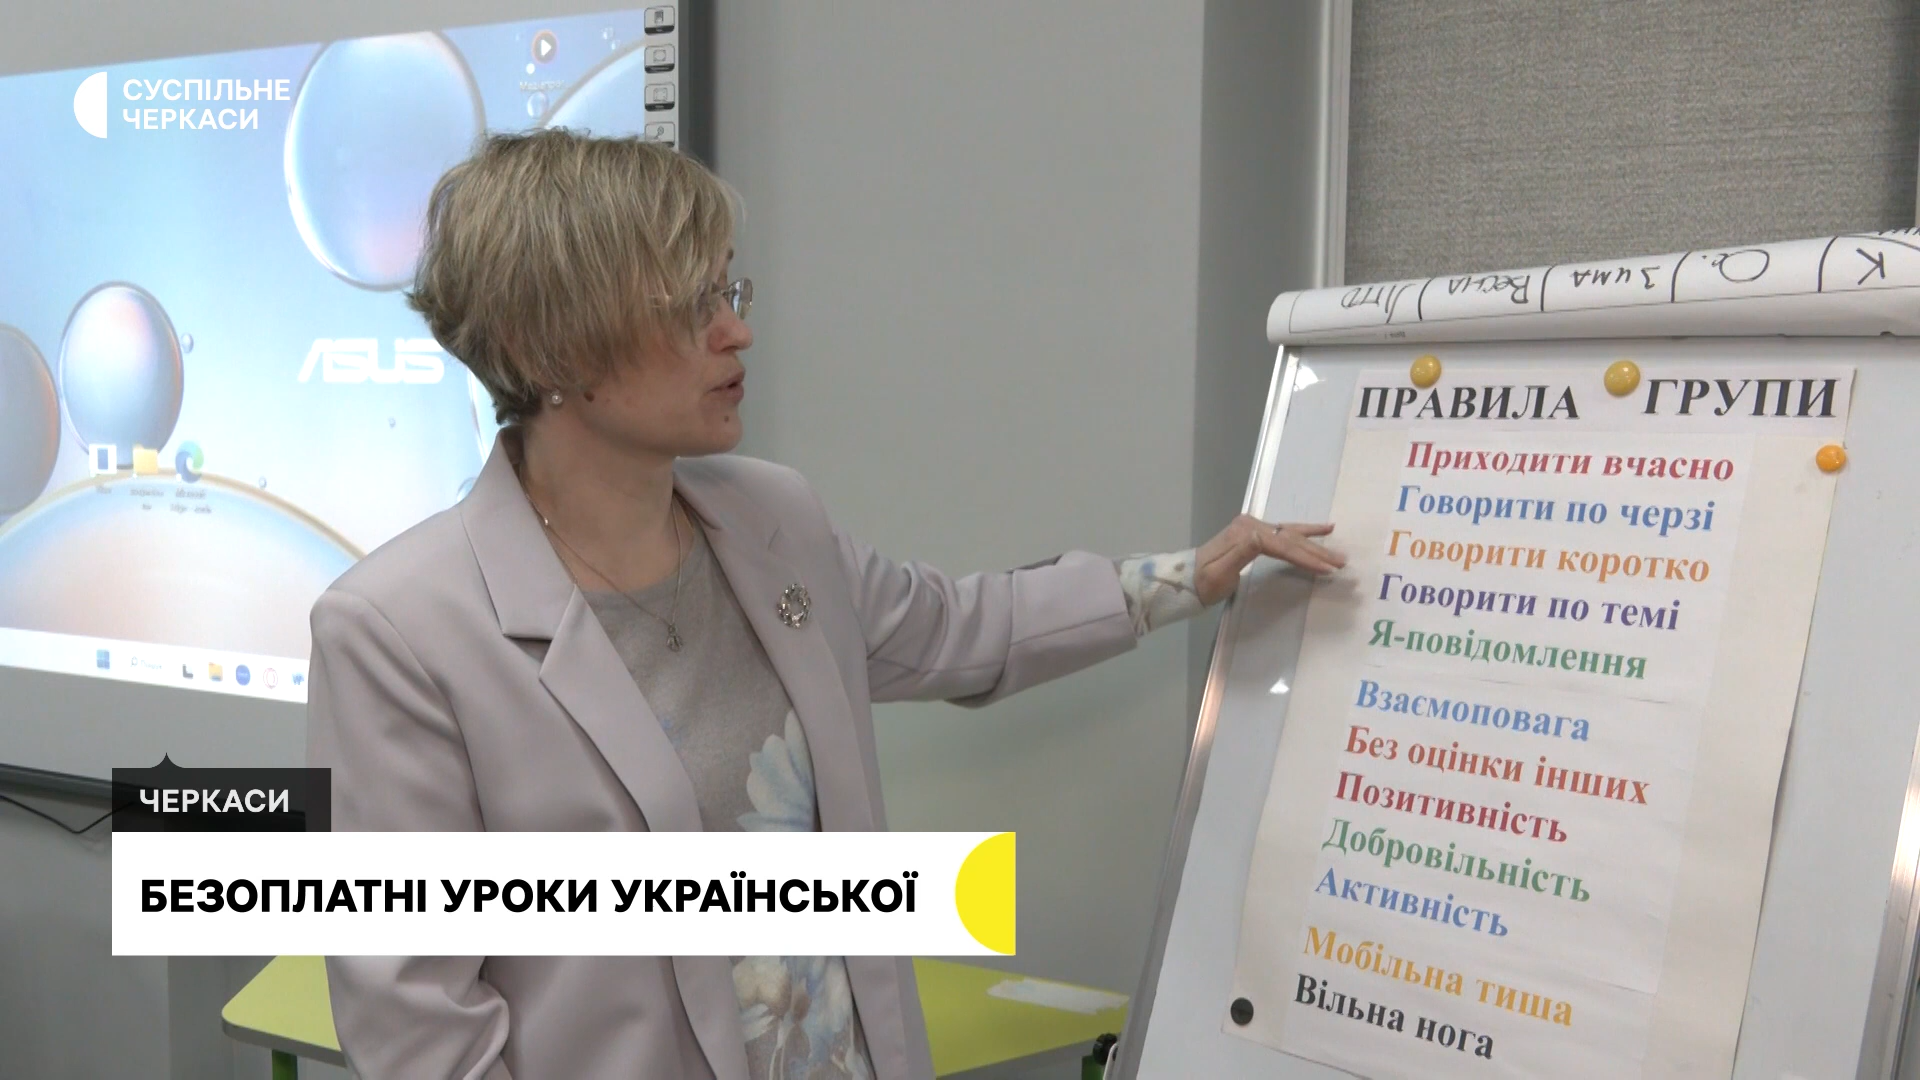 СУСПІЛЬНЕ
ЧЕРКАСИ
ASUS
К / Ос. / Зима / Весна / Літо
ПРАВИЛА ГРУПИ
Приходити вчасно
Говорити по черзі
Говорити коротко
Говорити по темі
Я-повідомлення
Взаємоповага
Без оцінки інших
Позитивність
Добровільність
Активність
Мобільна тиша
Вільна нога
ЧЕРКАСИ
БЕЗОПЛАТНІ УРОКИ УКРАЇНСЬКОЇ